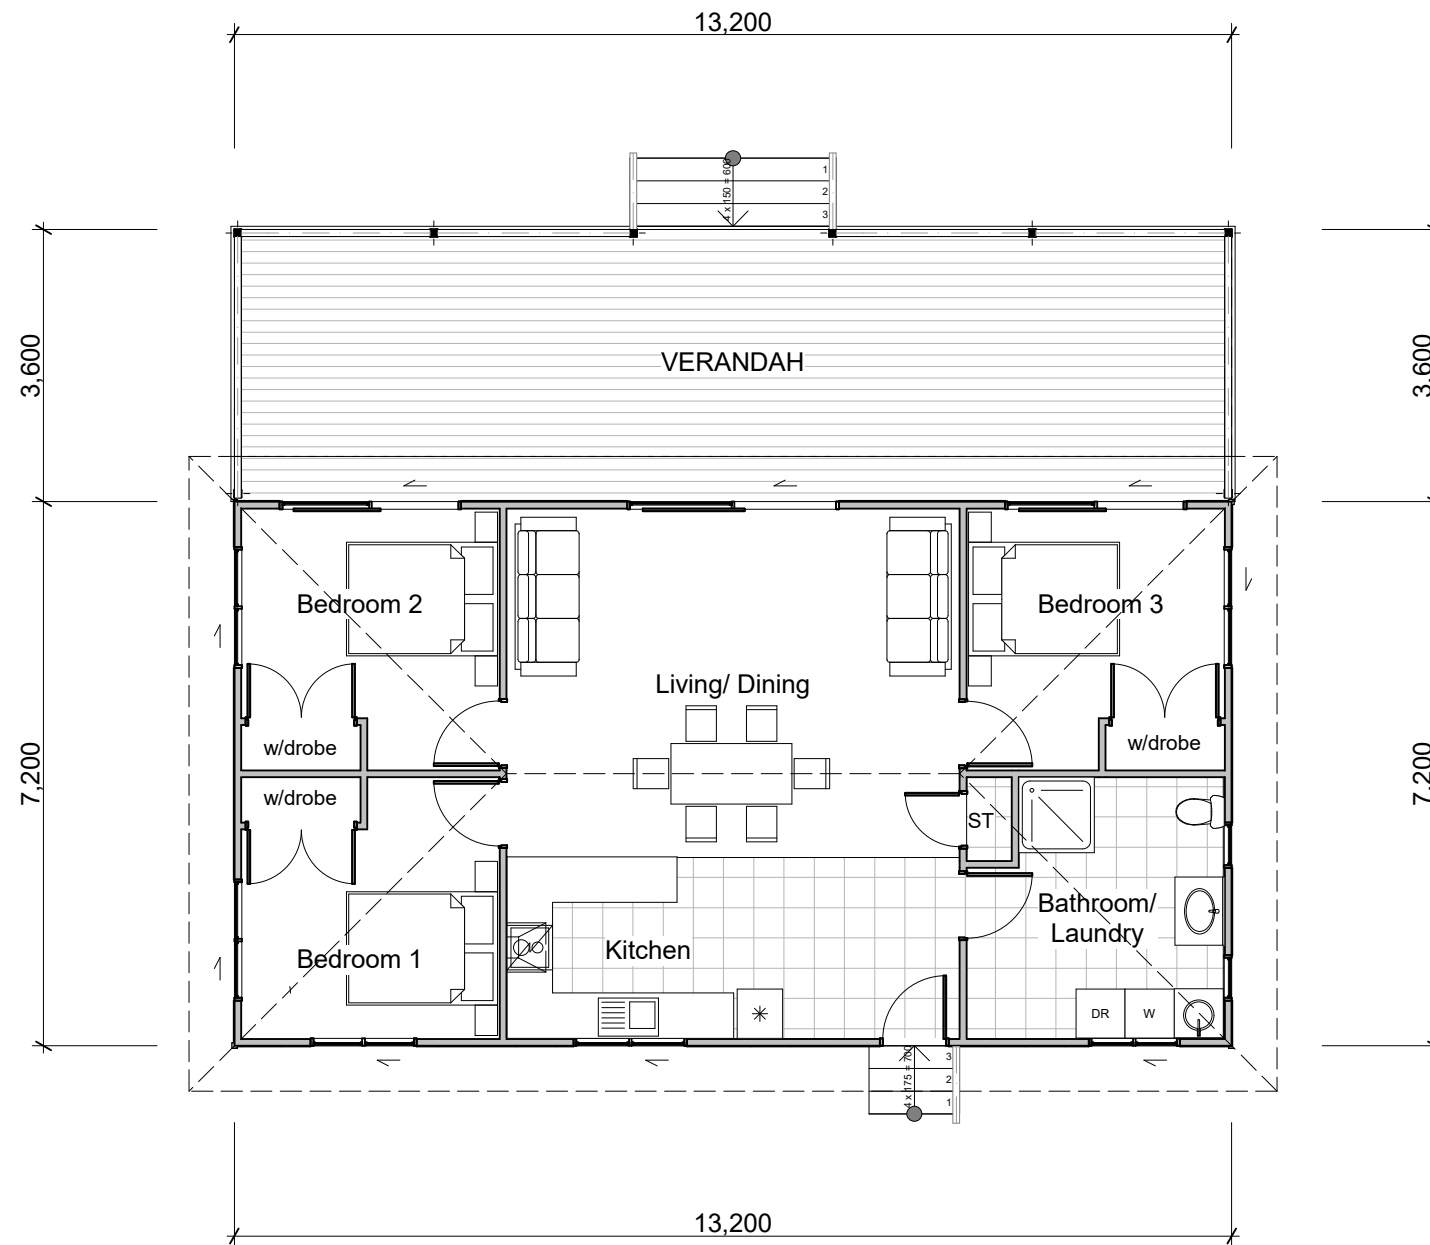 13,200
4 x 150 = 600
1
2
3
3,600
3,600
VERANDAH
Bedroom 2
Bedroom 3
Living/ Dining
w/drobe
w/drobe
7,200
7,200
w/drobe
ST
Bathroom/
Laundry
Kitchen
Bedroom 1
DR
W
4 x 175 = 700
3
2
1
13,200